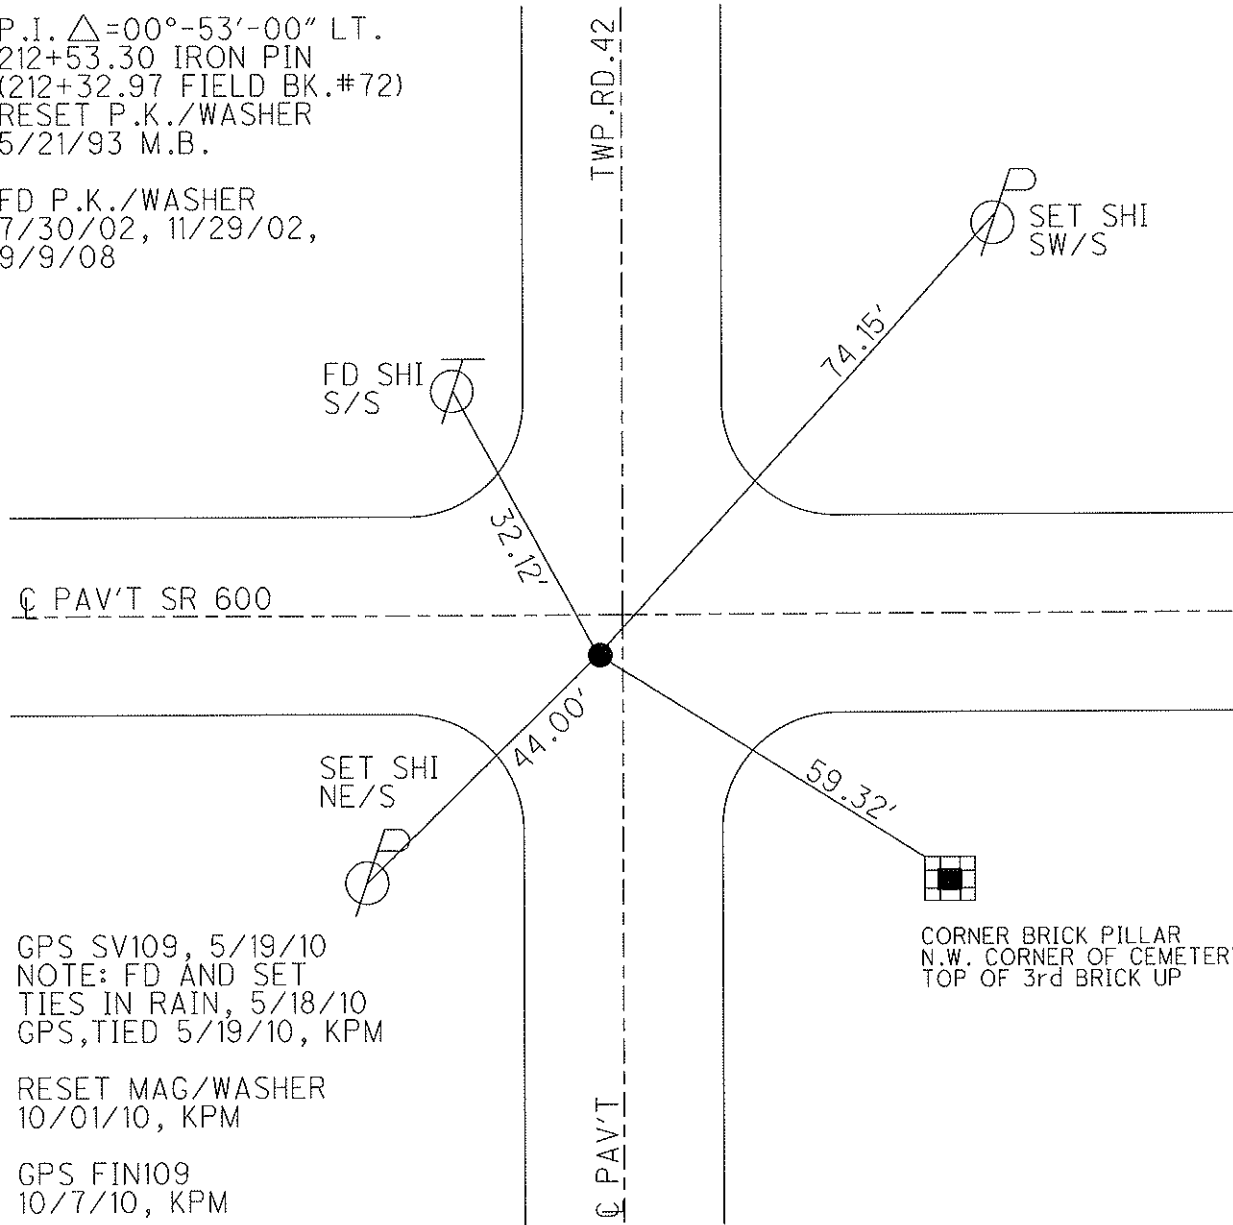 P.I. △=00°-53'-00" LT.
212+53.30 IRON PIN
(212+32.97 FIELD BK.#72)
RESET P.K./WASHER
5/21/93 M.B.
FD P.K./WASHER
7/30/02, 11/29/02,
9/9/08
TWP.RD.42
SET SHI
SW/S
74.15'
FD SHI
S/S
32.12'
℄ PAV'T SR 600
44.00'
SET SHI
NE/S
59.32'
CORNER BRICK PILLAR
N.W. CORNER OF CEMETERY
TOP OF 3rd BRICK UP
GPS SV109, 5/19/10
NOTE: FD AND SET
TIES IN RAIN, 5/18/10
GPS,TIED 5/19/10, KPM
RESET MAG/WASHER
10/01/10, KPM
GPS FIN109
10/7/10, KPM
℄ PAV'T